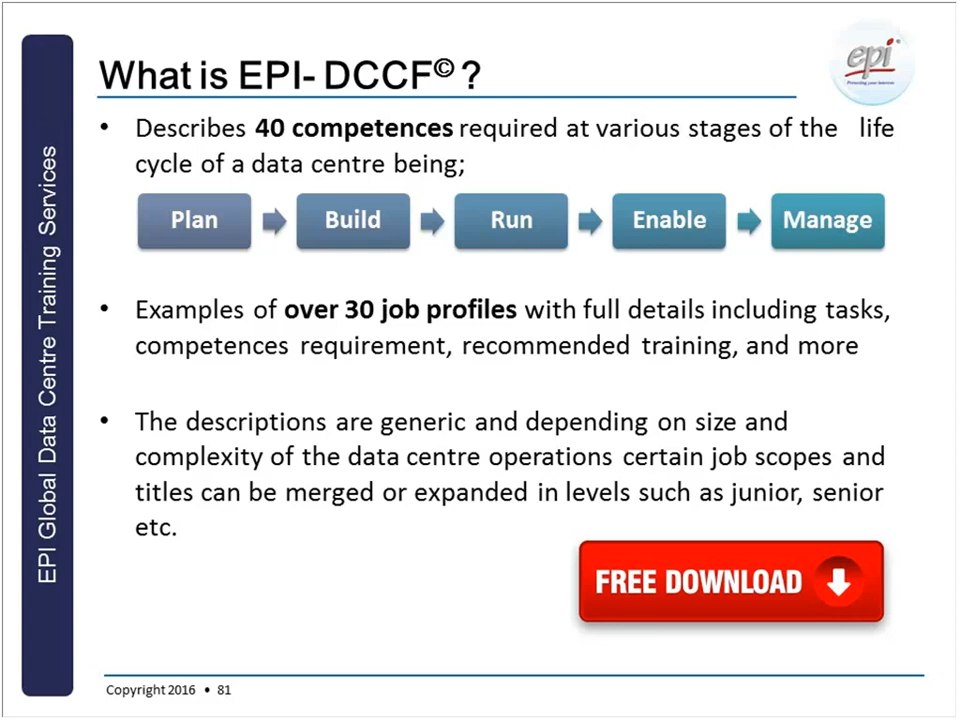 EPI Global Data Centre Training Services
What is EPI- DCCF© ?
epi
Protecting your interest
• Describes 40 competences required at various stages of the life
cycle of a data centre being;
Plan
Build
Run
Enable
Manage
• Examples of over 30 job profiles with full details including tasks,
competences requirement, recommended training, and more
• The descriptions are generic and depending on size and
complexity of the data centre operations certain job scopes and
titles can be merged or expanded in levels such as junior, senior
etc.
FREE DOWNLOAD
Copyright 2016 • 81